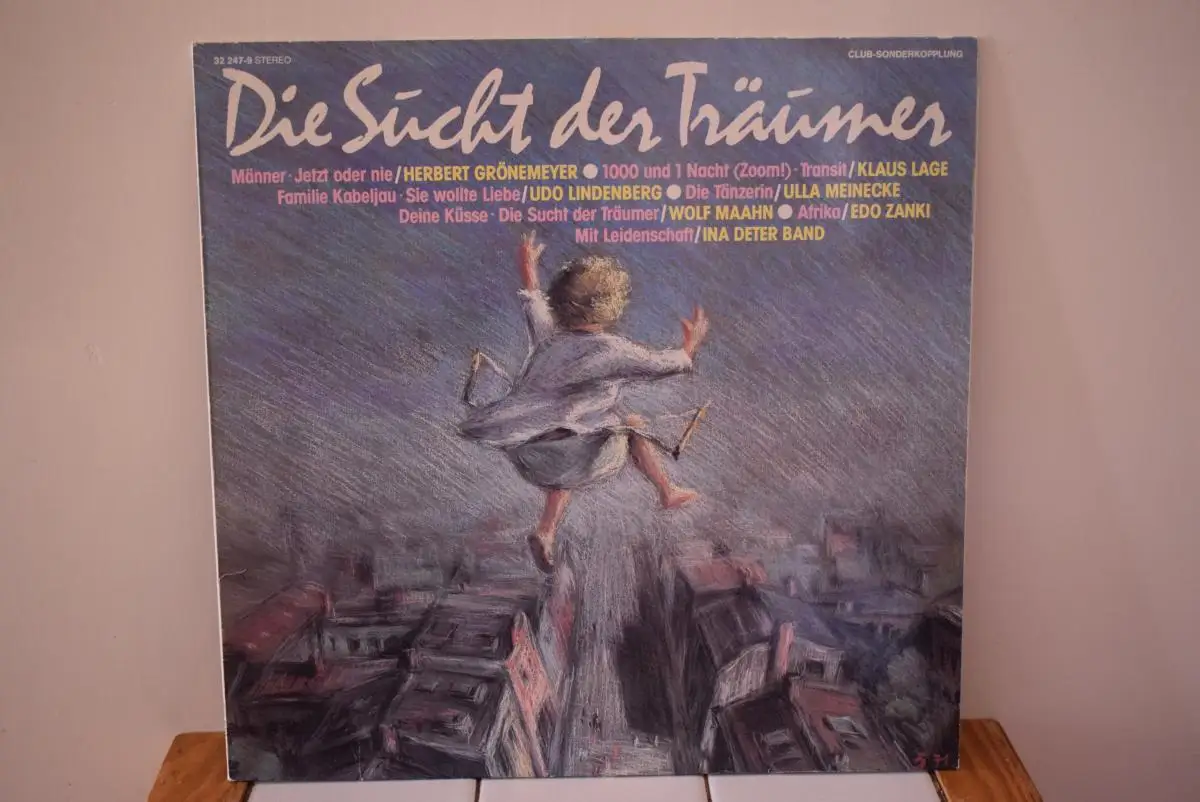 32 247-9 STEREO
CLUB-SONDERKOPPLUNG
Die Sucht der Träumer
Männer · Jetzt oder nie/HERBERT GRÖNEMEYER ● 1000 und 1 Nacht (Zoom!) · Transit/KLAUS LAGE
Familie Kabeljau · Sie wollte Liebe/UDO LINDENBERG ● Die Tänzerin/ULLA MEINECKE
Deine Küsse · Die Sucht der Träumer/WOLF MAAHN ● Afrika/EDO ZANKI
Mit Leidenschaft/INA DETER BAND